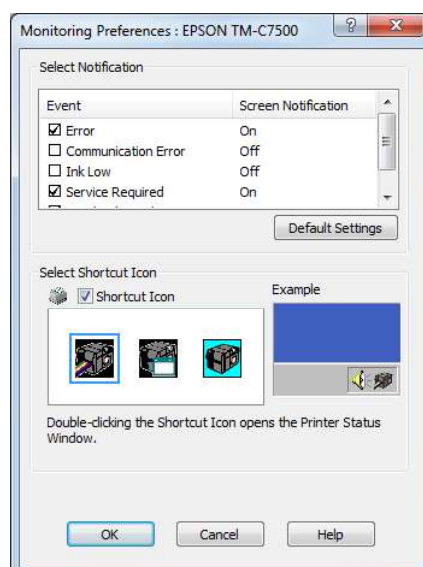 Monitoring Preferences : EPSON TM-C7500
Select Notification
Event Screen Notification
Error On
Communication Error Off
Ink Low Off
Service Required On
Default Settings
Select Shortcut Icon
Shortcut Icon
Example
Double-clicking the Shortcut Icon opens the Printer Status
Window.
OK Cancel Help